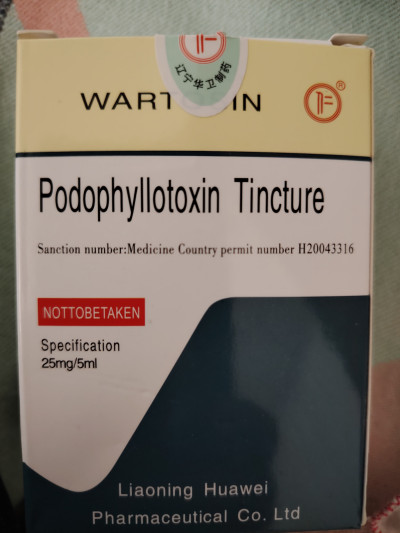 辽宁华卫制药
WART
IN
®
Podophyllotoxin Tincture
Sanction number:Medicine Country permit number H20043316
NOTTOBETAKEN
Specification
25mg/5ml
Liaoning Huawei
Pharmaceutical Co. Ltd